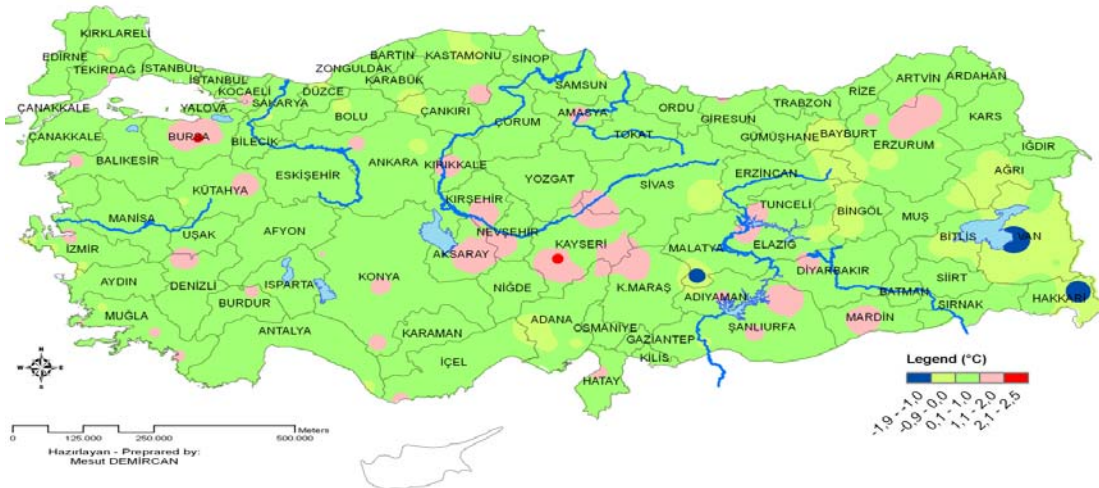 KIRKLARELİ
EDİRNE
TEKİRDAĞ
İSTANBUL
İSTANBUL
KOCAELİ
YALOVA
SAKARYA
DÜZCE
ZONGULDAK
BARTIN
KARABÜK
KASTAMONU
SİNOP
SAMSUN
ORDU
GİRESUN
TRABZON
RİZE
ARTVİN
ARDAHAN
KARS
IĞDIR
ÇANAKKALE
ÇANAKKALE
BURSA
BİLECİK
BOLU
ÇANKIRI
ÇORUM
AMASYA
TOKAT
GÜMÜŞHANE
BAYBURT
ERZURUM
AĞRI
BALIKESİR
KÜTAHYA
ESKİŞEHİR
ANKARA
KIRIKKALE
YOZGAT
SİVAS
ERZİNCAN
TUNCELİ
BİNGÖL
MUŞ
BİTLİS
VAN
MANİSA
UŞAK
AFYON
KIRŞEHİR
NEVŞEHİR
AKSARAY
KAYSERİ
MALATYA
ELAZIĞ
DİYARBAKIR
BATMAN
SİİRT
ŞIRNAK
HAKKARİ
İZMİR
AYDIN
DENİZLİ
ISPARTA
BURDUR
KONYA
NİĞDE
K.MARAŞ
ADIYAMAN
MARDİN
MUĞLA
ANTALYA
KARAMAN
İÇEL
ADANA
OSMANİYE
GAZİANTEP
KİLİS
ŞANLIURFA
HATAY
N
W
E
S
Legend (°C)
-1,9 - -1,0
-0,9 - 0,0
0,1 - 1,0
1,1 - 2,0
2,1 - 2,5
Meters
0 125.000 250.000 500.000
Hazırlayan - Preprared by:
Mesut DEMİRCAN